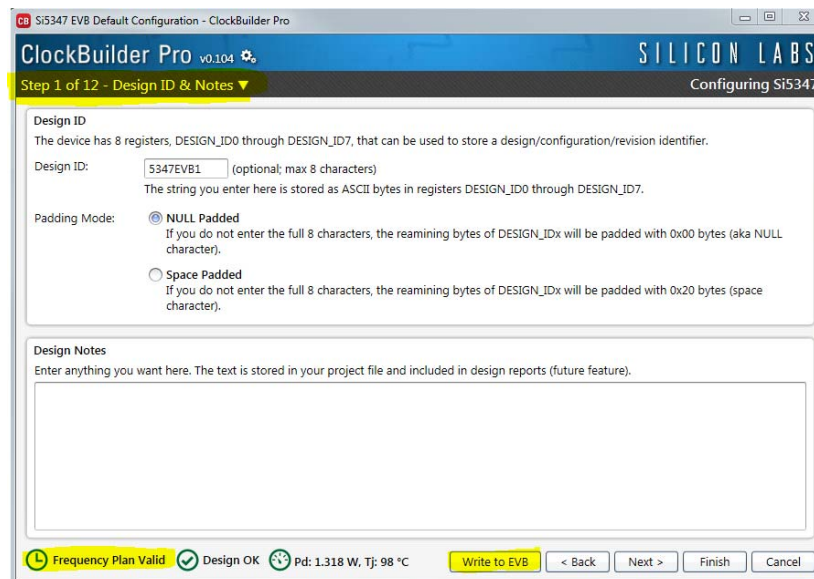 CB Si5347 EVB Default Configuration - ClockBuilder Pro
ClockBuilder Pro v0.104
SILICON LABS
Step 1 of 12 - Design ID & Notes ▼
Configuring Si5347
Design ID
The device has 8 registers, DESIGN_ID0 through DESIGN_ID7, that can be used to store a design/configuration/revision identifier.
Design ID: 5347EVB1 (optional; max 8 characters)
The string you enter here is stored as ASCII bytes in registers DESIGN_ID0 through DESIGN_ID7.
Padding Mode: NULL Padded
If you do not enter the full 8 characters, the reamining bytes of DESIGN_IDx will be padded with 0x00 bytes (aka NULL
character).
Space Padded
If you do not enter the full 8 characters, the reamining bytes of DESIGN_IDx will be padded with 0x20 bytes (space
character).
Design Notes
Enter anything you want here. The text is stored in your project file and included in design reports (future feature).
Frequency Plan Valid Design OK Pd: 1.318 W, Tj: 98 °C Write to EVB < Back Next > Finish Cancel